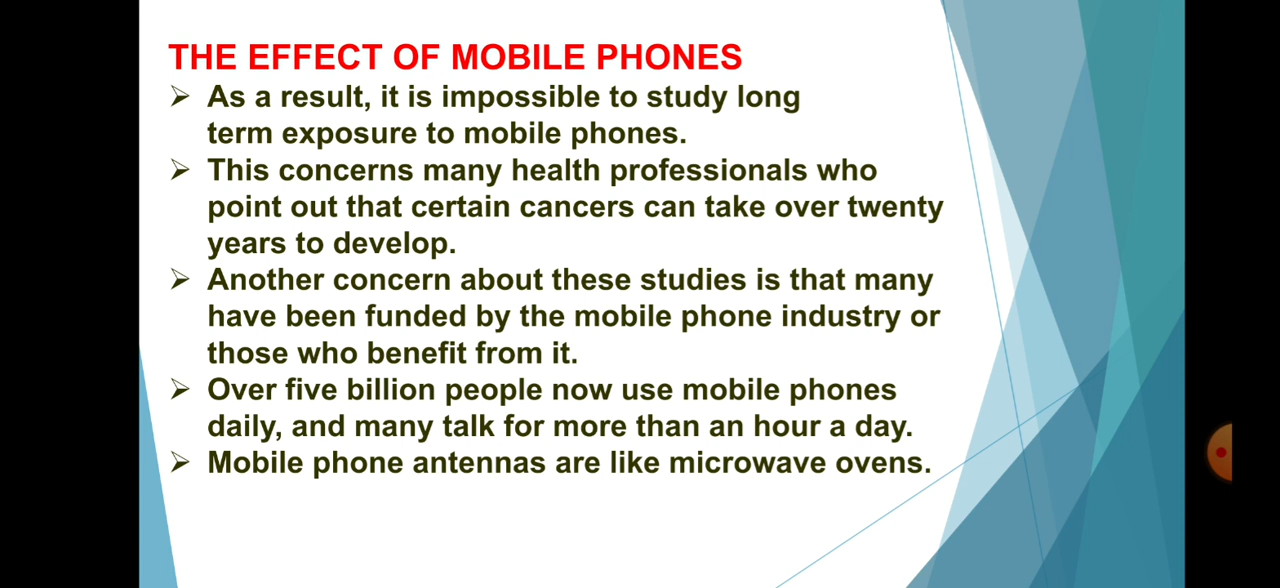 THE EFFECT OF MOBILE PHONES
➢ As a result, it is impossible to study long
term exposure to mobile phones.
➢ This concerns many health professionals who
point out that certain cancers can take over twenty
years to develop.
➢ Another concern about these studies is that many
have been funded by the mobile phone industry or
those who benefit from it.
➢ Over five billion people now use mobile phones
daily, and many talk for more than an hour a day.
➢ Mobile phone antennas are like microwave ovens.